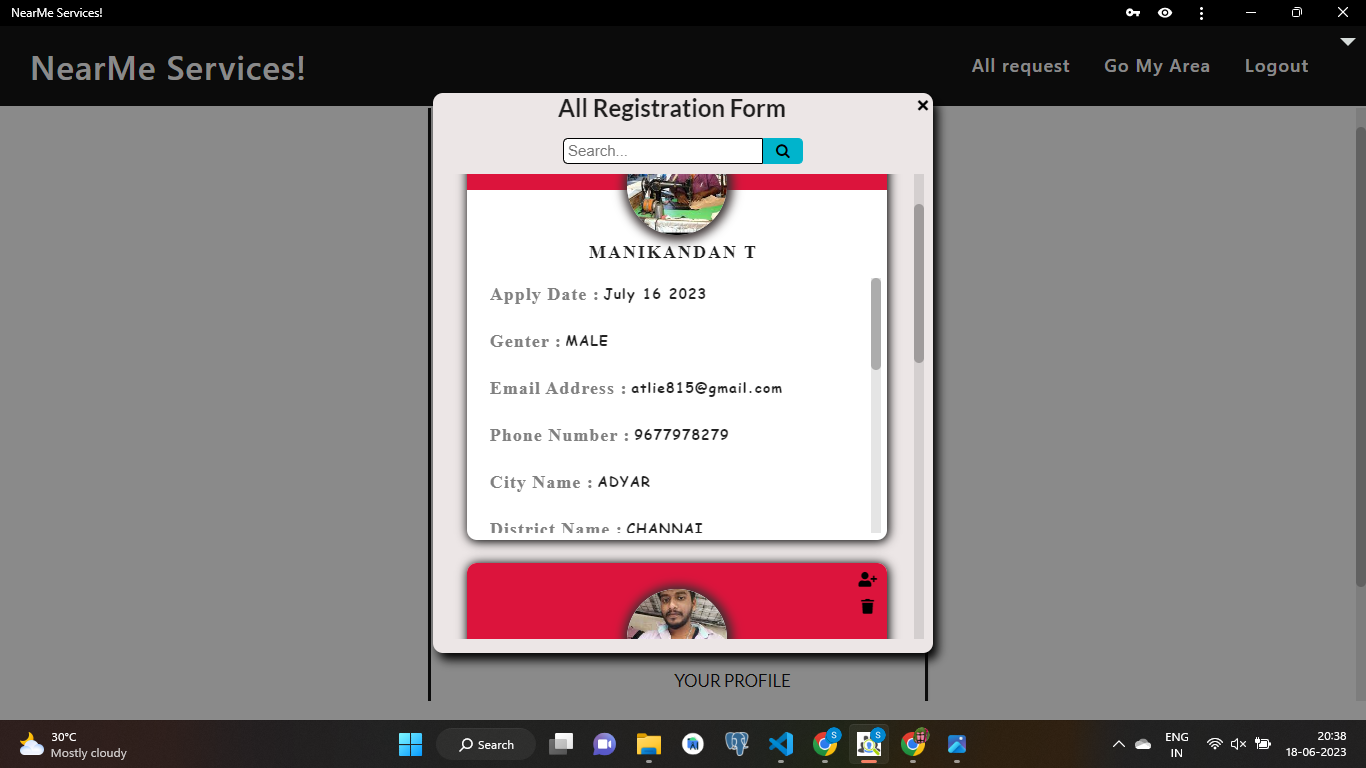 NearMe Services!
NearMe Services!
All request Go My Area Logout
All Registration Form
Search...
MANIKANDAN T
Apply Date : July 16 2023
Genter : MALE
Email Address : atlie815@gmail.com
Phone Number : 9677978279
City Name : ADYAR
District Name : CHANNAI
YOUR PROFILE
30°C
Mostly cloudy
Search
S
S
ENG
IN
20:38
18-06-2023